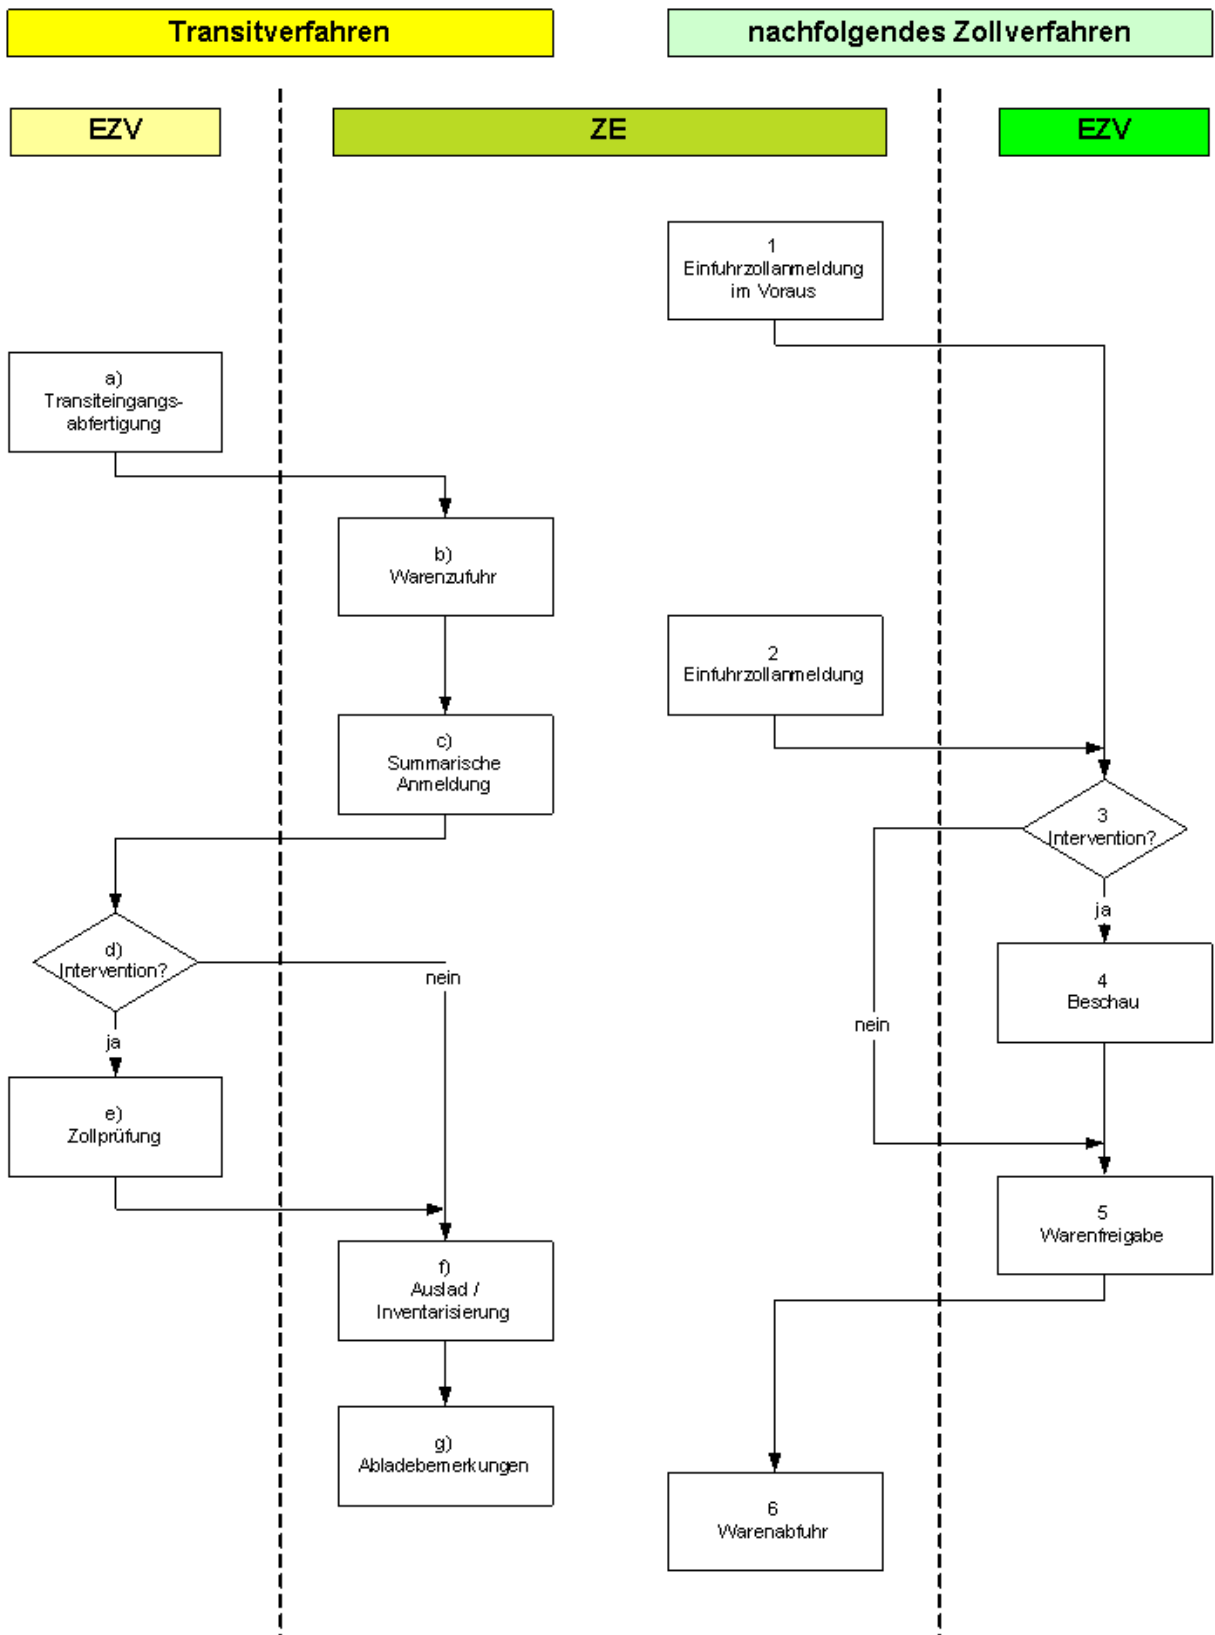 Transitverfahren
nachfolgendes Zollverfahren
EZV
ZE
EZV
1
Einfuhrzollanmeldung
im Voraus
a)
Transiteingangs-
abfertigung
b)
Warenzufuhr
2
Einfuhrzollanmeldung
c)
Summarische
Anmeldung
3
Intervention?
ja
d)
Intervention?
nein
ja
4
Beschau
nein
e)
Zollprüfung
5
Warenfreigabe
f)
Auslad /
Inventarisierung
g)
Abladebemerkungen
6
Warenabfuhr